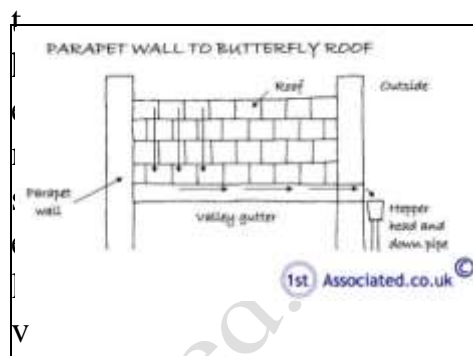 t
PARAPET WALL TO BUTTERFLY ROOF
Roof
Outside
Parapet
wall
Valley gutter
Hopper
head and
down pipe
1st Associated.co.uk ©
v